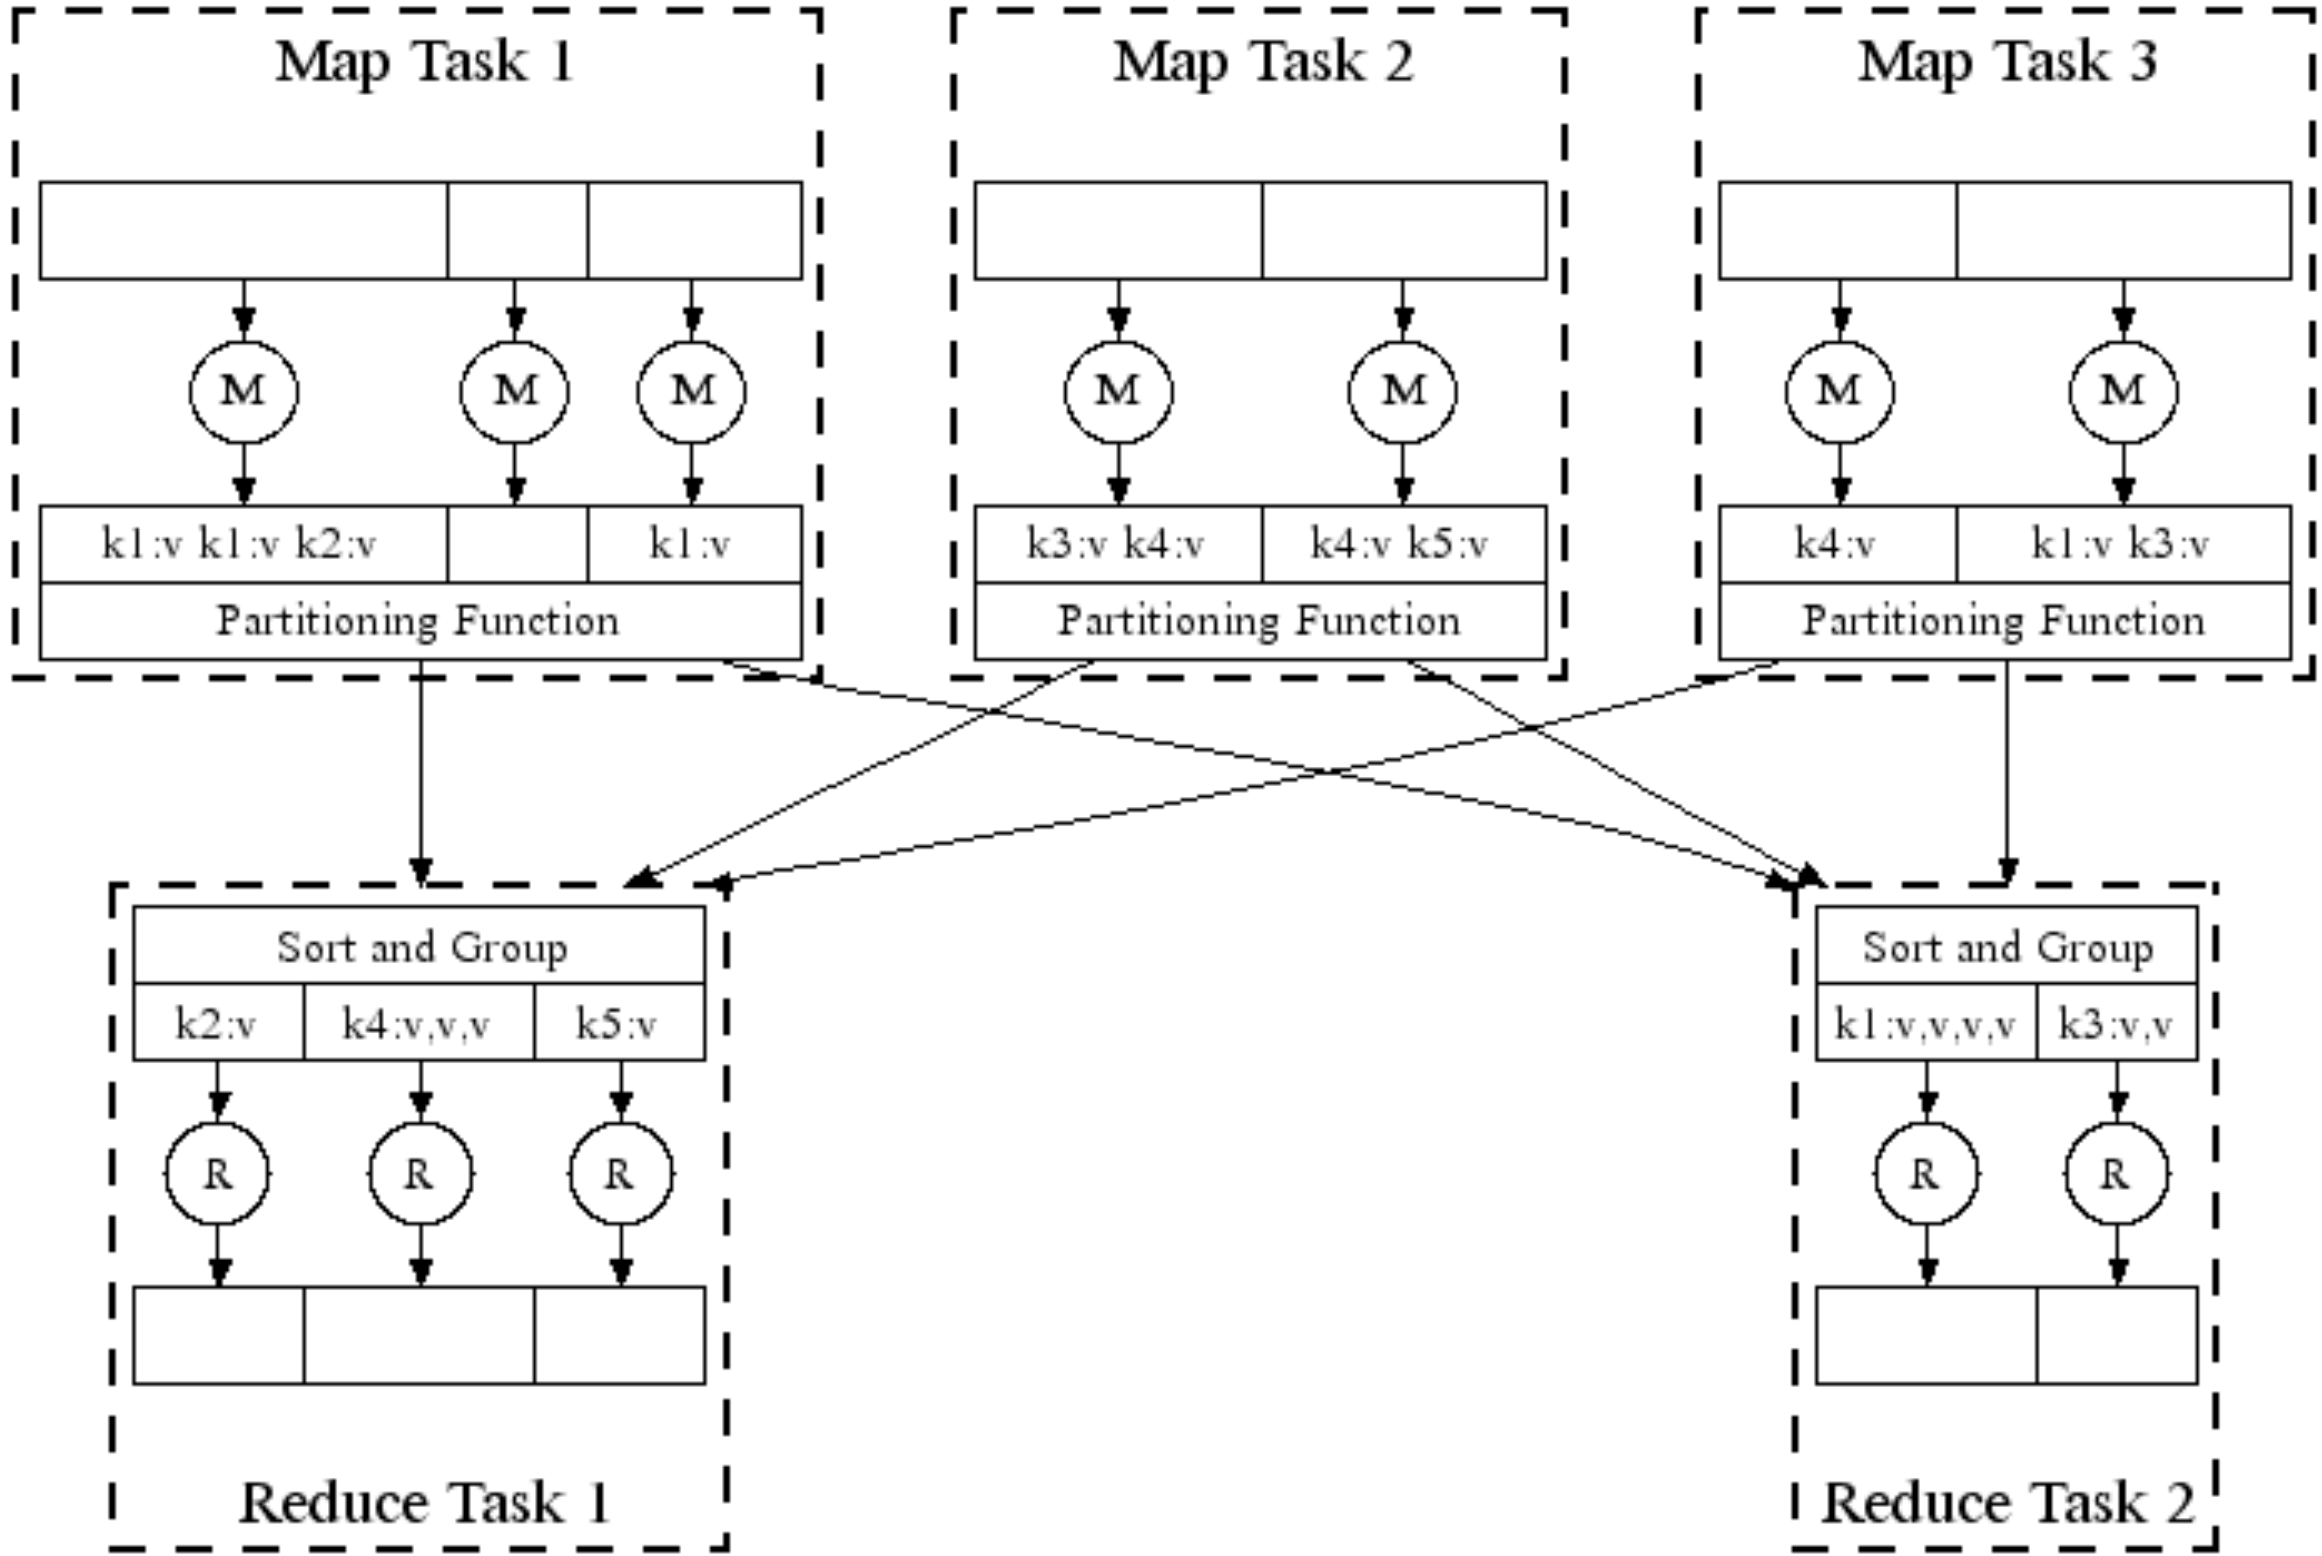 Map Task 1
Map Task 2
Map Task 3
M
M
M
M
M
M
M
k1:v k1:v k2:v
k1:v
k3:v k4:v
k4:v k5:v
k4:v
k1:v k3:v
Partitioning Function
Partitioning Function
Partitioning Function
Sort and Group
Sort and Group
k2:v
k4:v,v,v
k5:v
k1:v,v,v,v
k3:v,v
R
R
R
R
R
Reduce Task 1
Reduce Task 2